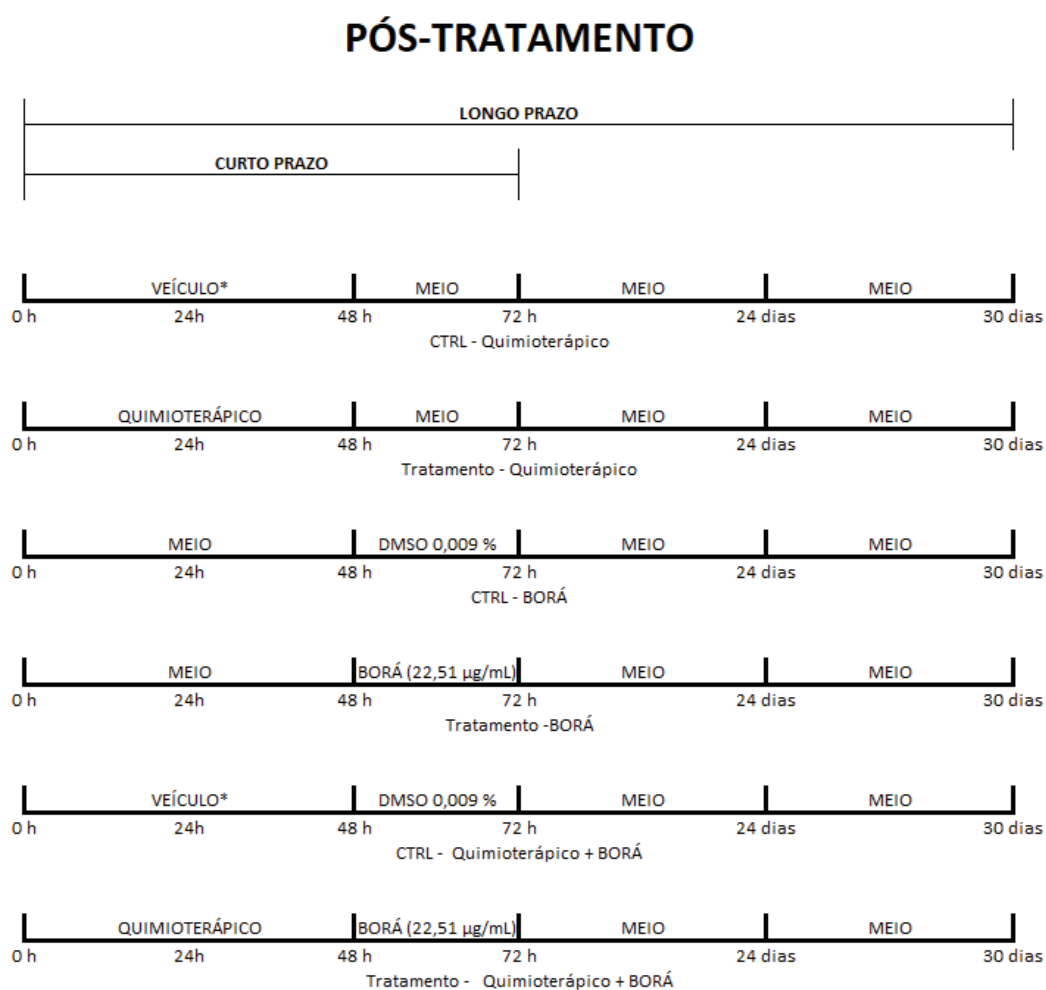 PÓS-TRATAMENTO
LONGO PRAZO
CURTO PRAZO
VEÍCULO* MEIO MEIO MEIO
0 h 24h 48 h 72 h 24 dias 30 dias
CTRL - Quimioterápico
QUIMIOTERÁPICO MEIO MEIO MEIO
0 h 24h 48 h 72 h 24 dias 30 dias
Tratamento - Quimioterápico
MEIO DMSO 0,009 % MEIO MEIO
0 h 24h 48 h 72 h 24 dias 30 dias
CTRL - BORÁ
MEIO BORÁ (22,51 µg/mL) MEIO MEIO
0 h 24h 48 h 72 h 24 dias 30 dias
Tratamento -BORÁ
VEÍCULO* DMSO 0,009 % MEIO MEIO
0 h 24h 48 h 72 h 24 dias 30 dias
CTRL - Quimioterápico + BORÁ
QUIMIOTERÁPICO BORÁ (22,51 µg/mL) MEIO MEIO
0 h 24h 48 h 72 h 24 dias 30 dias
Tratamento - Quimioterápico + BORÁ